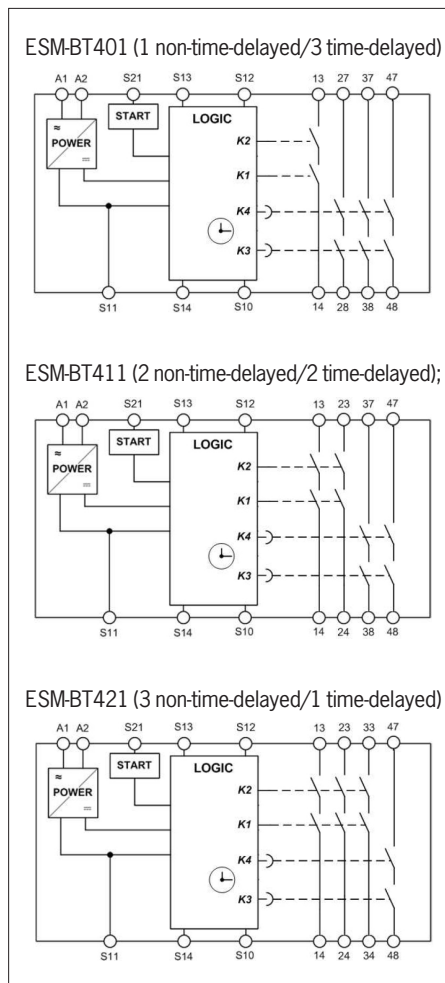 ESM-BT401 (1 non-time-delayed/3 time-delayed)
A1 A2 S21 S13 S12 13 27 37 47
≂ POWER ⎓
START
LOGIC
K2
K1
K4
K3
S11 S14 S10 14 28 38 48
ESM-BT411 (2 non-time-delayed/2 time-delayed);
A1 A2 S21 S13 S12 13 23 37 47
≂ POWER ⎓
START
LOGIC
K2
K1
K4
K3
S11 S14 S10 14 24 38 48
ESM-BT421 (3 non-time-delayed/1 time-delayed)
A1 A2 S21 S13 S12 13 23 33 47
≂ POWER ⎓
START
LOGIC
K2
K1
K4
K3
S11 S14 S10 14 24 34 48